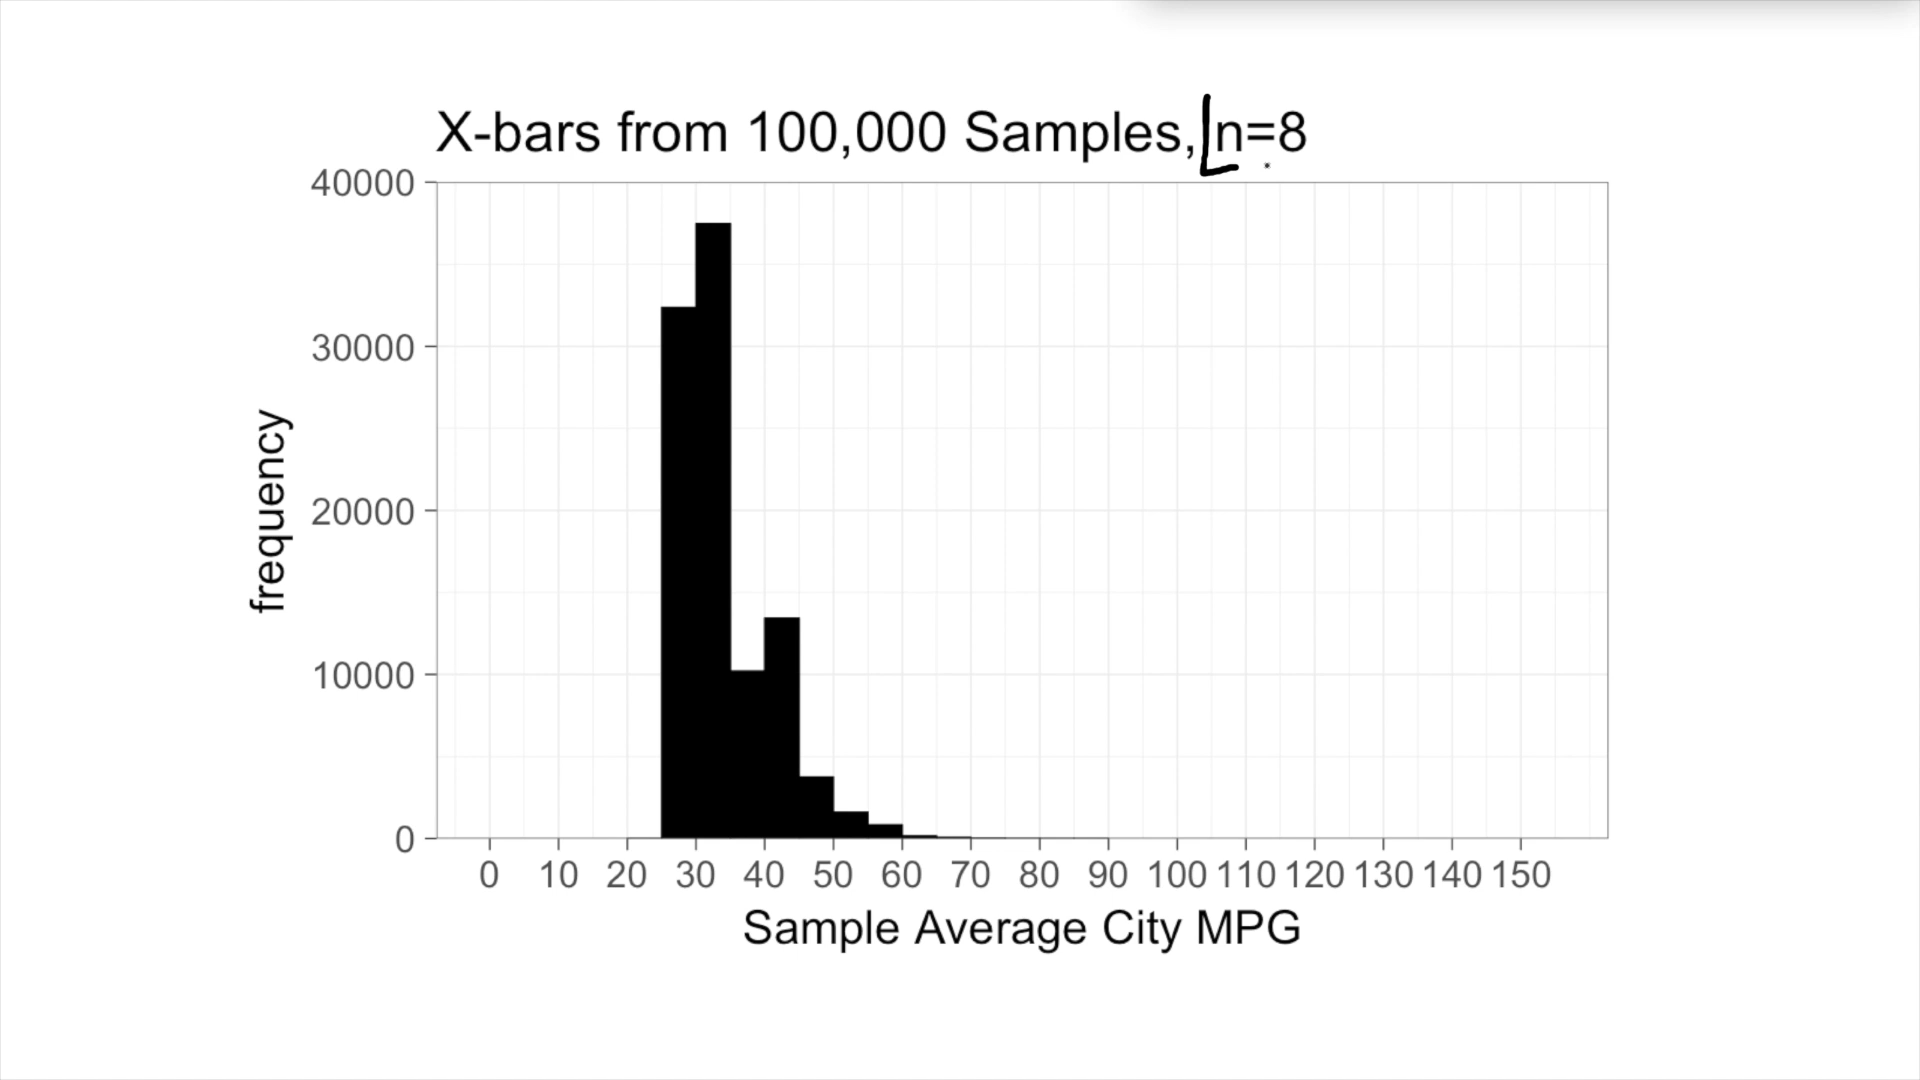 X-bars from 100,000 Samples, n=8
40000
30000
20000
10000
0
frequency
0 10 20 30 40 50 60 70 80 90 100 110 120 130 140 150
Sample Average City MPG